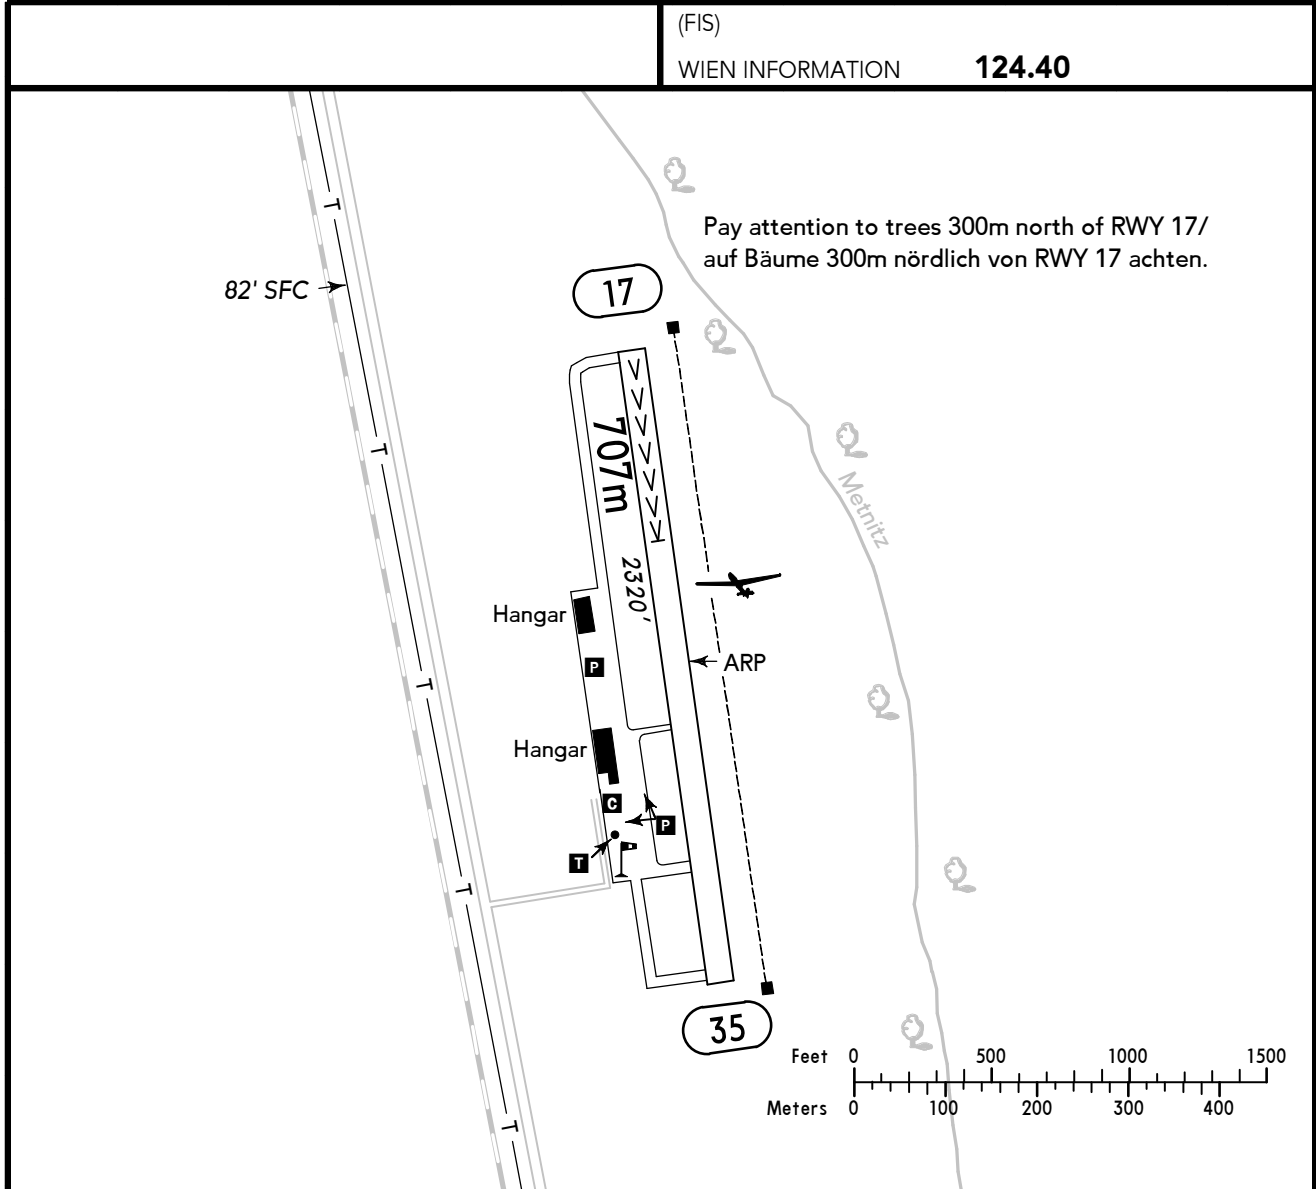 (FIS)
WIEN INFORMATION 124.40
T
Pay attention to trees 300m north of RWY 17/
auf Bäume 300m nördlich von RWY 17 achten.
82' SFC
17
707m
T
Metnitz
2320'
Hangar
P
ARP
T
Hangar
C
P
T
T
35
Feet 0 500 1000 1500
Meters 0 100 200 300 400
T